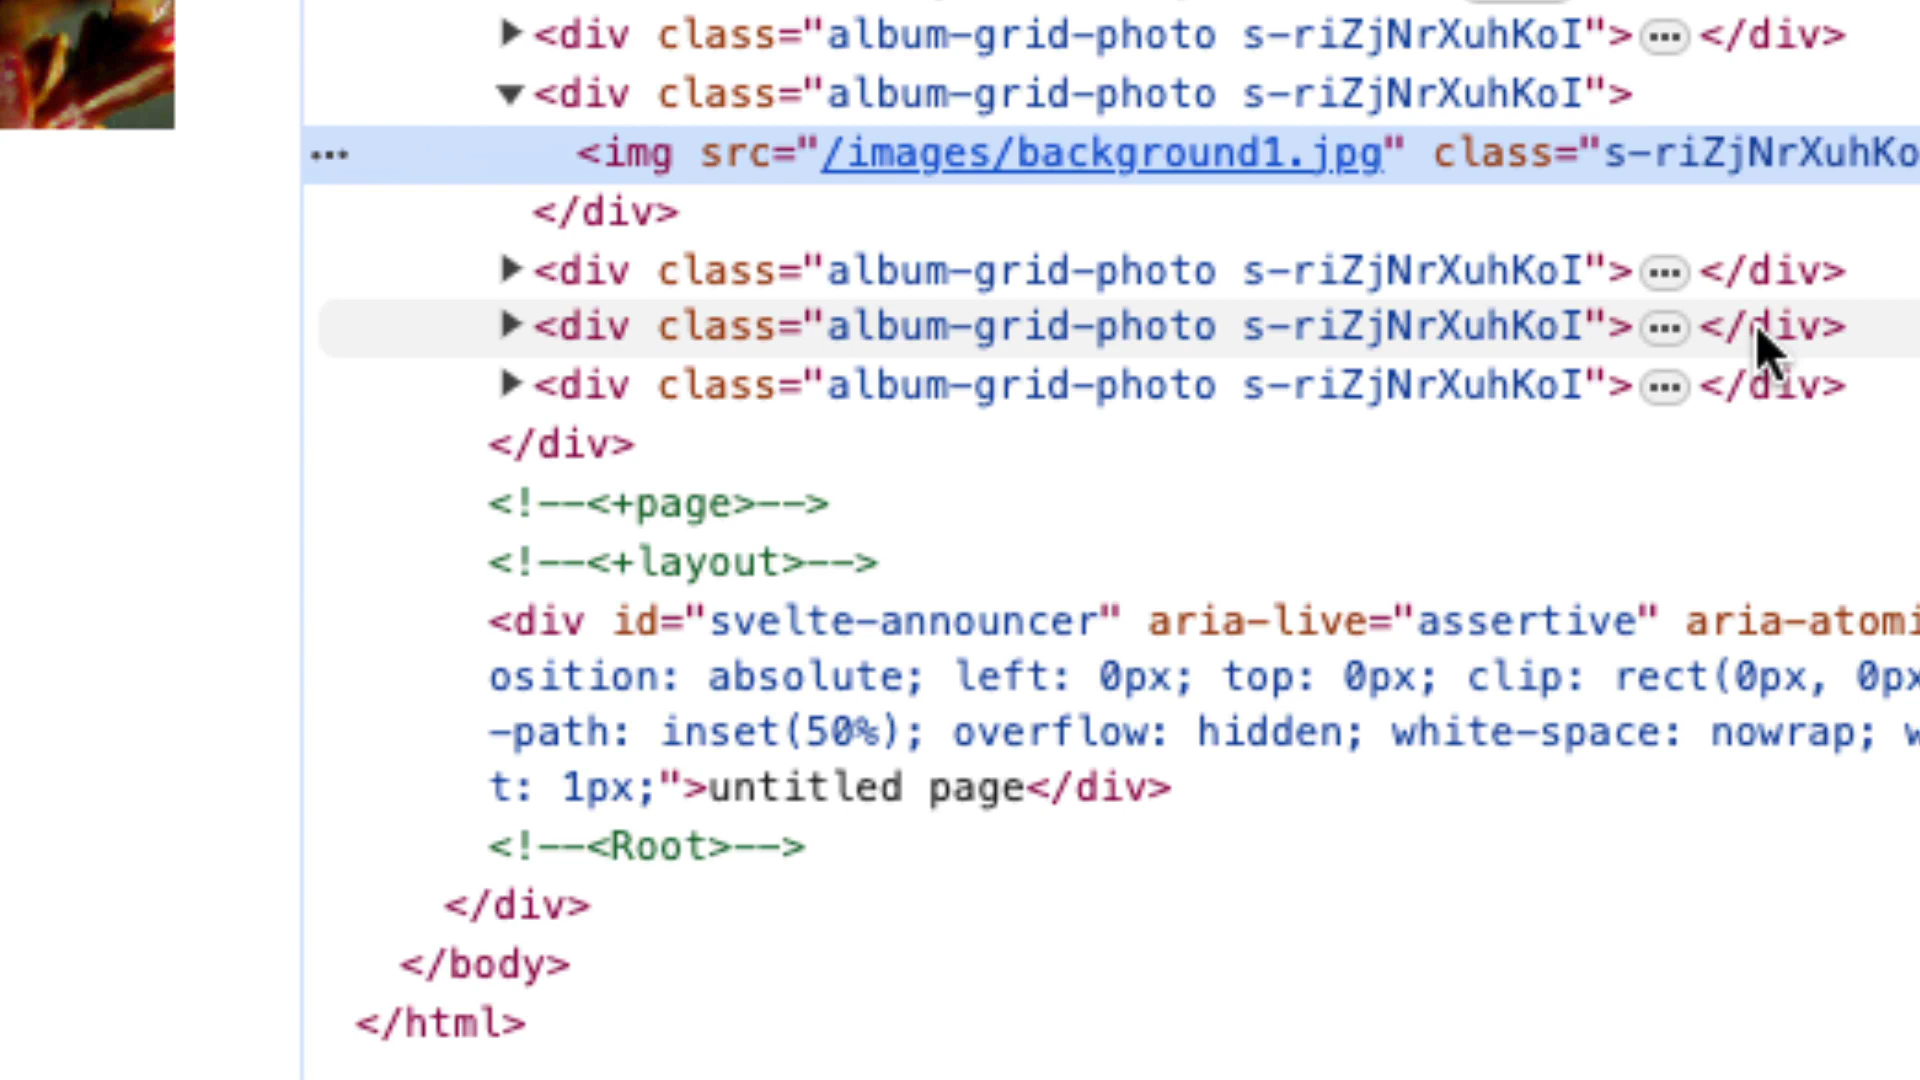 <div class="album-grid-photo s-riZjNrXuhKoI">…</div>
<div class="album-grid-photo s-riZjNrXuhKoI">
… <img src="/images/background1.jpg" class="s-riZjNrXuhKo
</div>
<div class="album-grid-photo s-riZjNrXuhKoI">…</div>
<div class="album-grid-photo s-riZjNrXuhKoI">…</div>
<div class="album-grid-photo s-riZjNrXuhKoI">…</div>
</div>
<!--<+page>-->
<!--<+layout>-->
<div id="svelte-announcer" aria-live="assertive" aria-atomi
osition: absolute; left: 0px; top: 0px; clip: rect(0px, 0px
-path: inset(50%); overflow: hidden; white-space: nowrap; w
t: 1px;">untitled page</div>
<!--<Root>-->
</div>
</body>
</html>